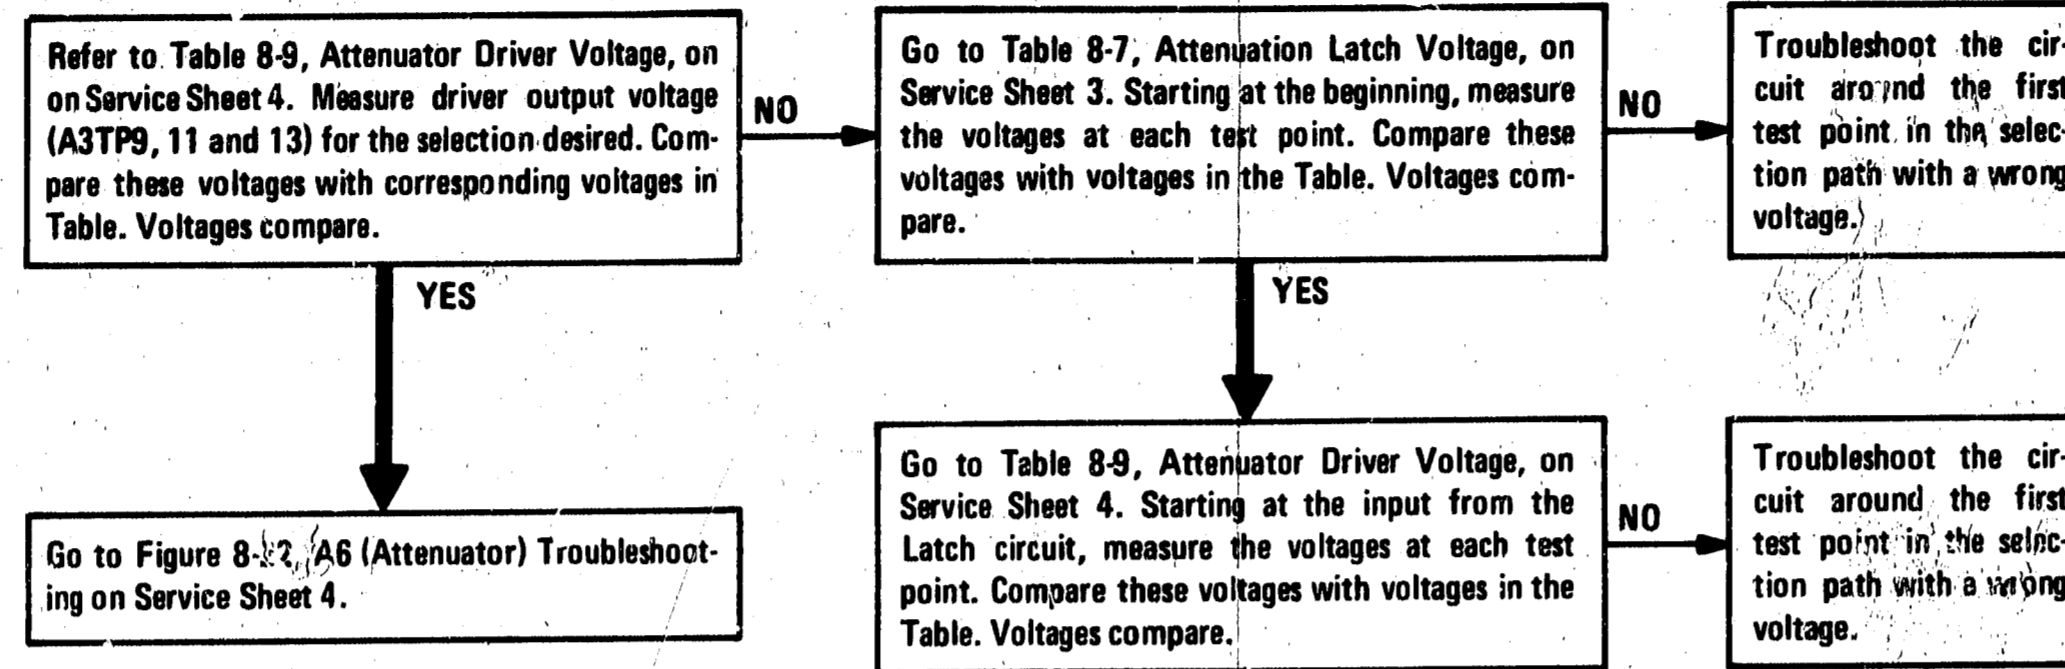 Refer to Table 8-9, Attenuator Driver Voltage, on
on Service Sheet 4. Measure driver output voltage
(A3TP9, 11 and 13) for the selection desired. Com-
pare these voltages with corresponding voltages in
Table. Voltages compare.
NO
Go to Table 8-7, Attenuation Latch Voltage, on
Service Sheet 3. Starting at the beginning, measure
the voltages at each test point. Compare these
voltages with voltages in the Table. Voltages com-
pare.
NO
Troubleshoot the cir-
cuit around the first
test point in the selec-
tion path with a wrong
voltage.
YES
YES
Go to Figure A6 (Attenuator) Troubleshoot-
ing on Service Sheet 4.
Go to Table 8-9, Attenuator Driver Voltage, on
Service Sheet 4. Starting at the input from the
Latch circuit, measure the voltages at each test
point. Compare these voltages with voltages in the
Table. Voltages compare.
NO
Troubleshoot the cir-
cuit around the first
test point in the selec-
tion path with a wrong
voltage.